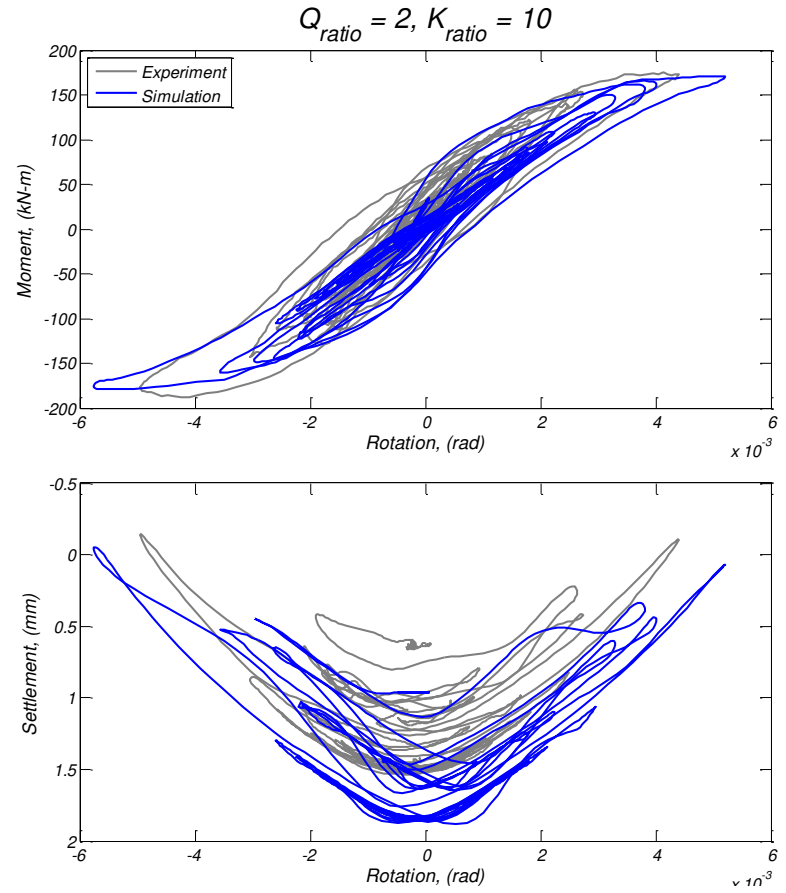 Q_ratio = 2, K_ratio = 10
200
150
100
50
0
-50
-100
-150
-200
Moment, (kN-m)
Experiment
Simulation
-6 -4 -2 0 2 4 6
Rotation, (rad)
x 10^-3
-0.5
0
0.5
1
1.5
2
Settlement, (mm)
-6 -4 -2 0 2 4 6
Rotation, (rad)
x 10^-3